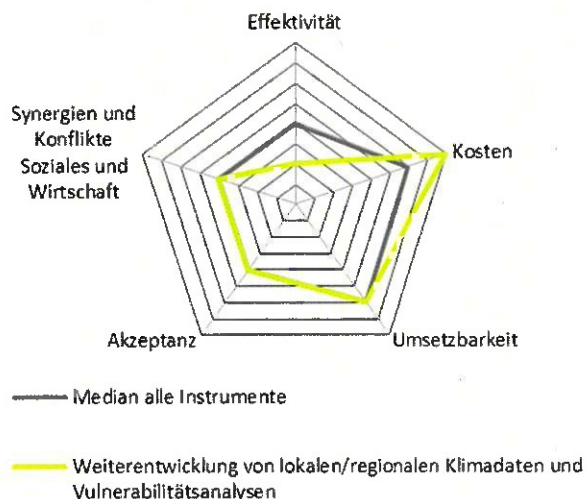 Effektivität
Synergien und
Konflikte
Soziales und
Wirtschaft
Kosten
Akzeptanz
Umsetzbarkeit
Median alle Instrumente
Weiterentwicklung von lokalen/regionalen Klimadaten und
Vulnerabilitätsanalysen